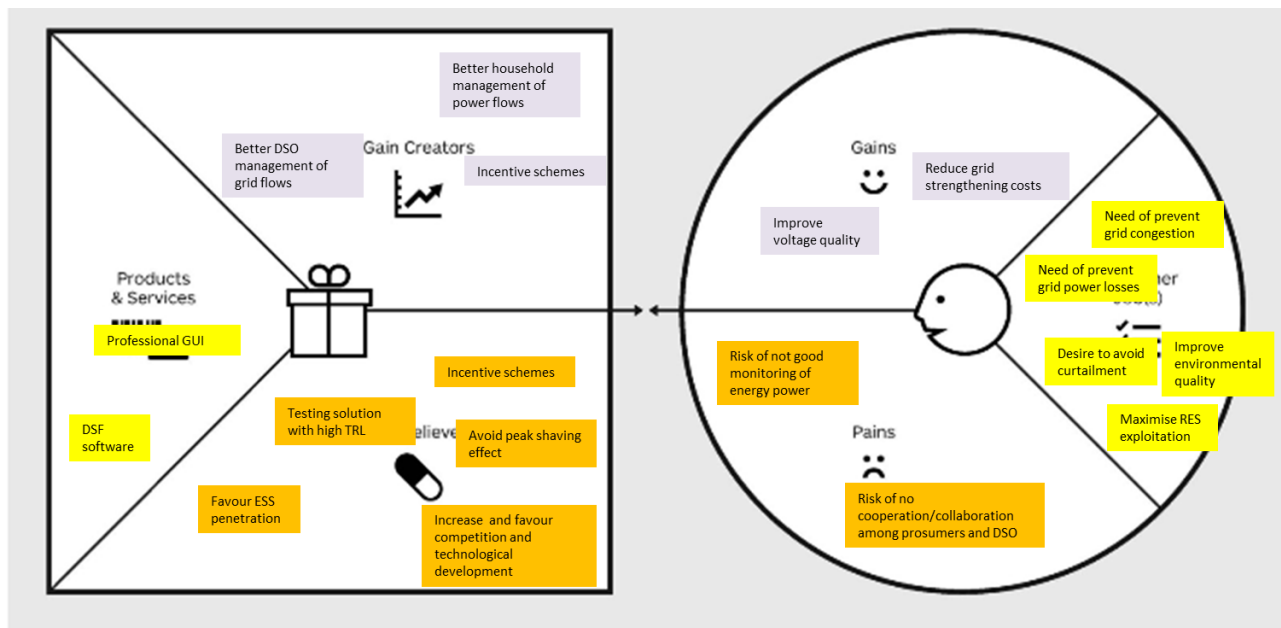 Better household
management of
power flows
Better DSO
management of
grid flows
Gain Creators
Incentive schemes
Products
& Services
Professional GUI
DSF
software
Incentive schemes
Testing solution
with high TRL
Avoid peak shaving
effect
Favour ESS
penetration
Increase and favour
competition and
technological
development
Gains
Reduce grid
strengthening costs
Improve
voltage quality
Need of prevent
grid congestion
Need of prevent
grid power losses
Desire to avoid
curtailment
Improve
environmental
quality
Maximise RES
exploitation
Risk of not good
monitoring of
energy power
Pains
Risk of no
cooperation/collaboration
among prosumers and DSO